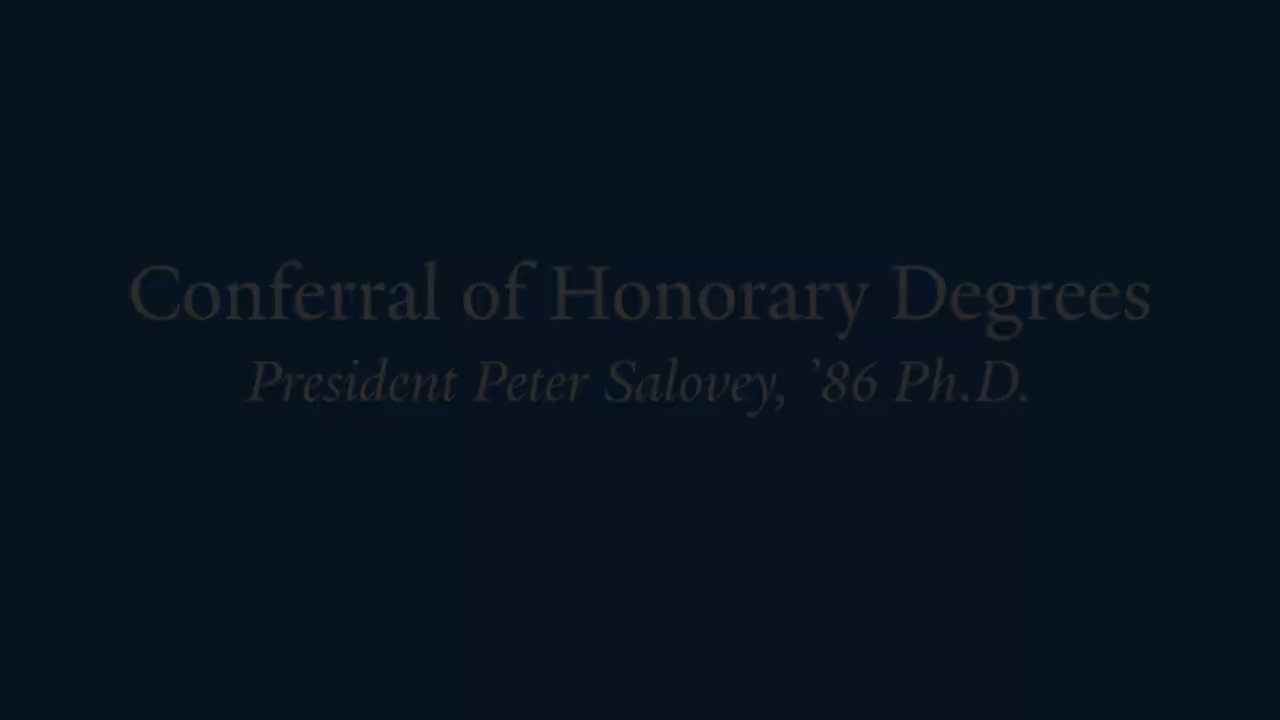 Conferral of Honorary Degrees
President Peter Salovey, ’86 Ph.D.